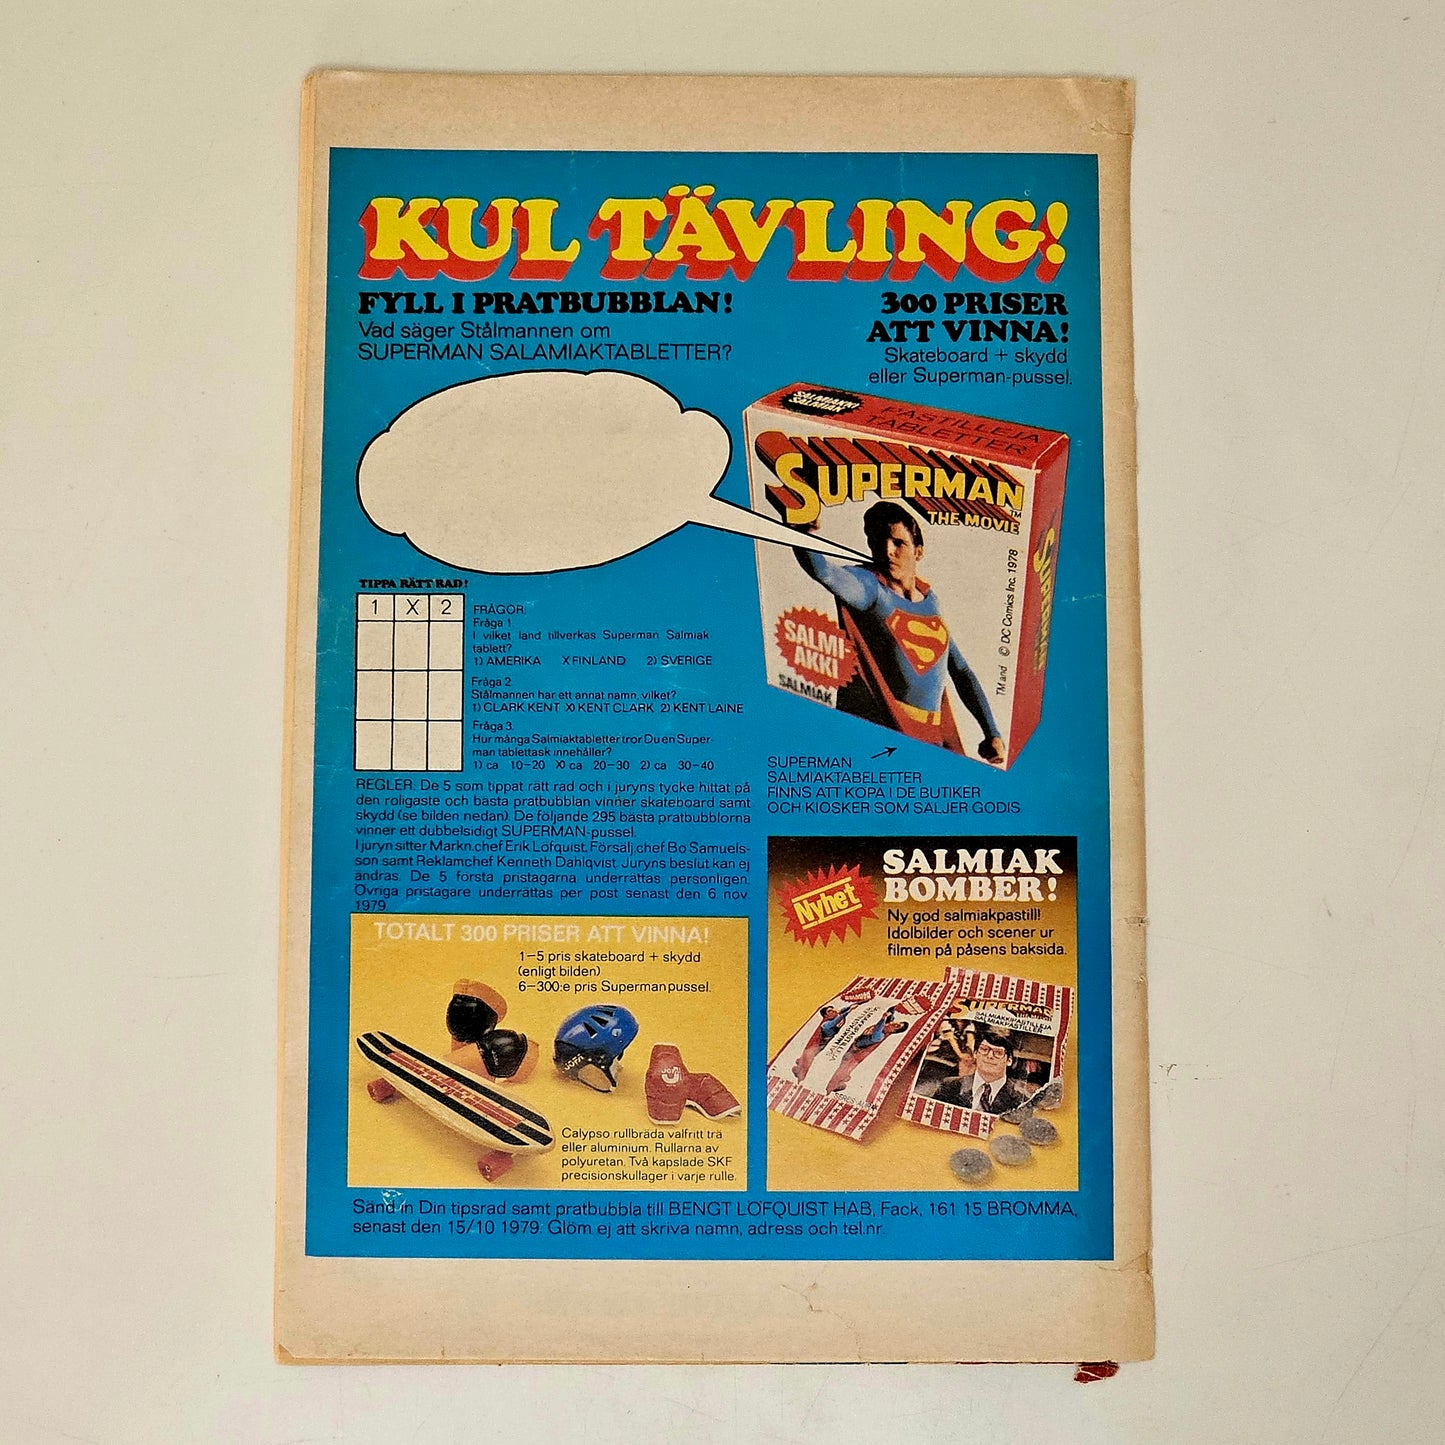 KUL TÄVLING!
FYLL I PRATBUBBLAN!
Vad säger Stålmannen om
SUPERMAN SALAMIAKTABLETTER?
300 PRISER
ATT VINNA!
Skateboard + skydd
eller Superman-pussel.
SALMIAKKI
SALMIAK
PASTILLEJA
TABLETTER
SUPERMAN
THE MOVIE
TM
SALMI-
AKKI
SALMIAK
TM and © DC Comics Inc. 1978
SUPERMAN
TIPPA RÄTT RAD!
1 X 2
FRÅGOR.
Fråga 1
I vilket land tillverkas Superman Salmiak
tablett?
1) AMERIKA X FINLAND 2) SVERIGE
Fråga 2
Stålmannen har ett annat namn, vilket?
1) CLARK KENT X) KENT CLARK 2) KENT LAINE
Fråga 3.
Hur många Salmiaktabletter tror Du en Super-
man tablettask innehåller?
1) ca 10-20 X) ca 20-30 2) ca 30-40
REGLER. De 5 som tippat rätt rad och i juryns tycke hittat på
den roligaste och bästa pratbubblan vinner skateboard samt
skydd (se bilden nedan). De följande 295 bästa pratbubblorna
vinner ett dubbelsidigt SUPERMAN-pussel.
I juryn sitter Markn.chef Erik Löfquist, Försälj.chef Bo Samuels-
son samt Reklamchef Kenneth Dahlqvist. Juryns beslut kan ej
ändras. De 5 första pristagarna underrättas personligen.
Övriga pristagare underrättas per post senast den 6 nov.
1979.
SUPERMAN
SALMIAKTABELETTER
FINNS ATT KÖPA I DE BUTIKER
OCH KIOSKER SOM SÄLJER GODIS
TOTALT 300 PRISER ATT VINNA!
1-5 pris skateboard + skydd
(enligt bilden)
6-300:e pris Supermanpussel.
JOFA
JOFA
Calypso rullbräda valfritt trä
eller aluminium. Rullarna av
polyuretan. Två kapslade SKF
precisionskullager i varje rulle.
Nyhet
SALMIAK
BOMBER!
Ny god salmiakpastill!
Idolbilder och scener ur
filmen på påsens baksida.
SUPERMAN
SALMIAKKIPASTILLEJA
SALMIAKPASTILLER
Sänd in Din tipsrad samt pratbubbla till BENGT LÖFQUIST HAB, Fack, 161 15 BROMMA,
senast den 15/10 1979. Glöm ej att skriva namn, adress och tel.nr.